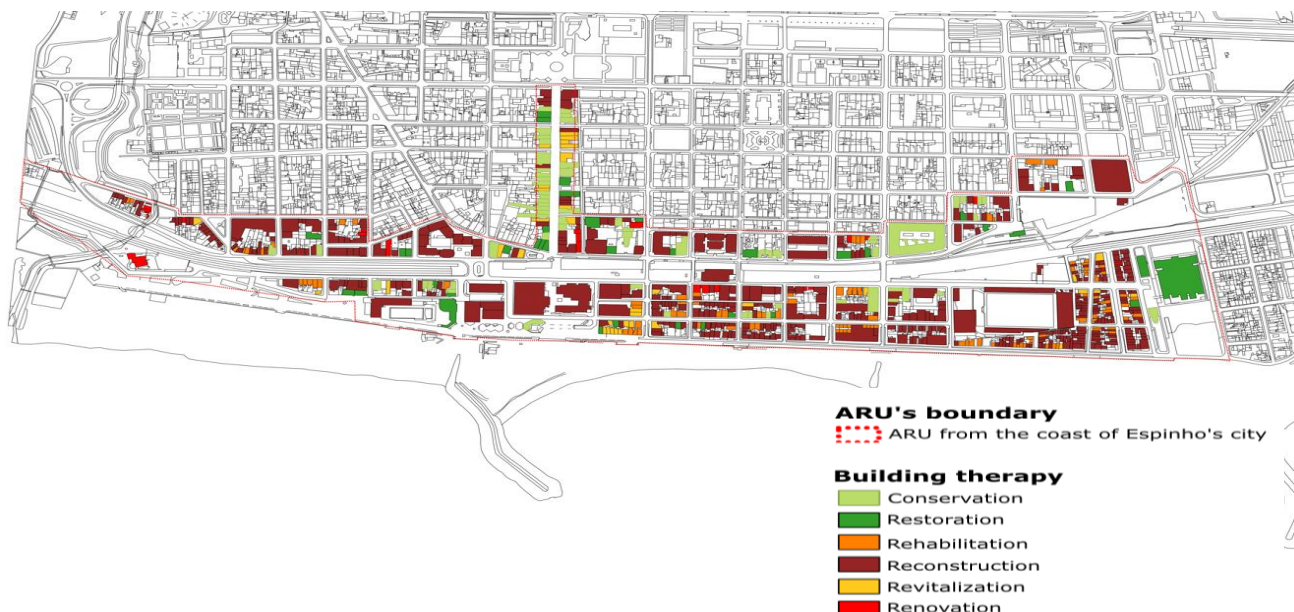 ARU's boundary
ARU from the coast of Espinho's city
Building therapy
Conservation
Restoration
Rehabilitation
Reconstruction
Revitalization
Renovation